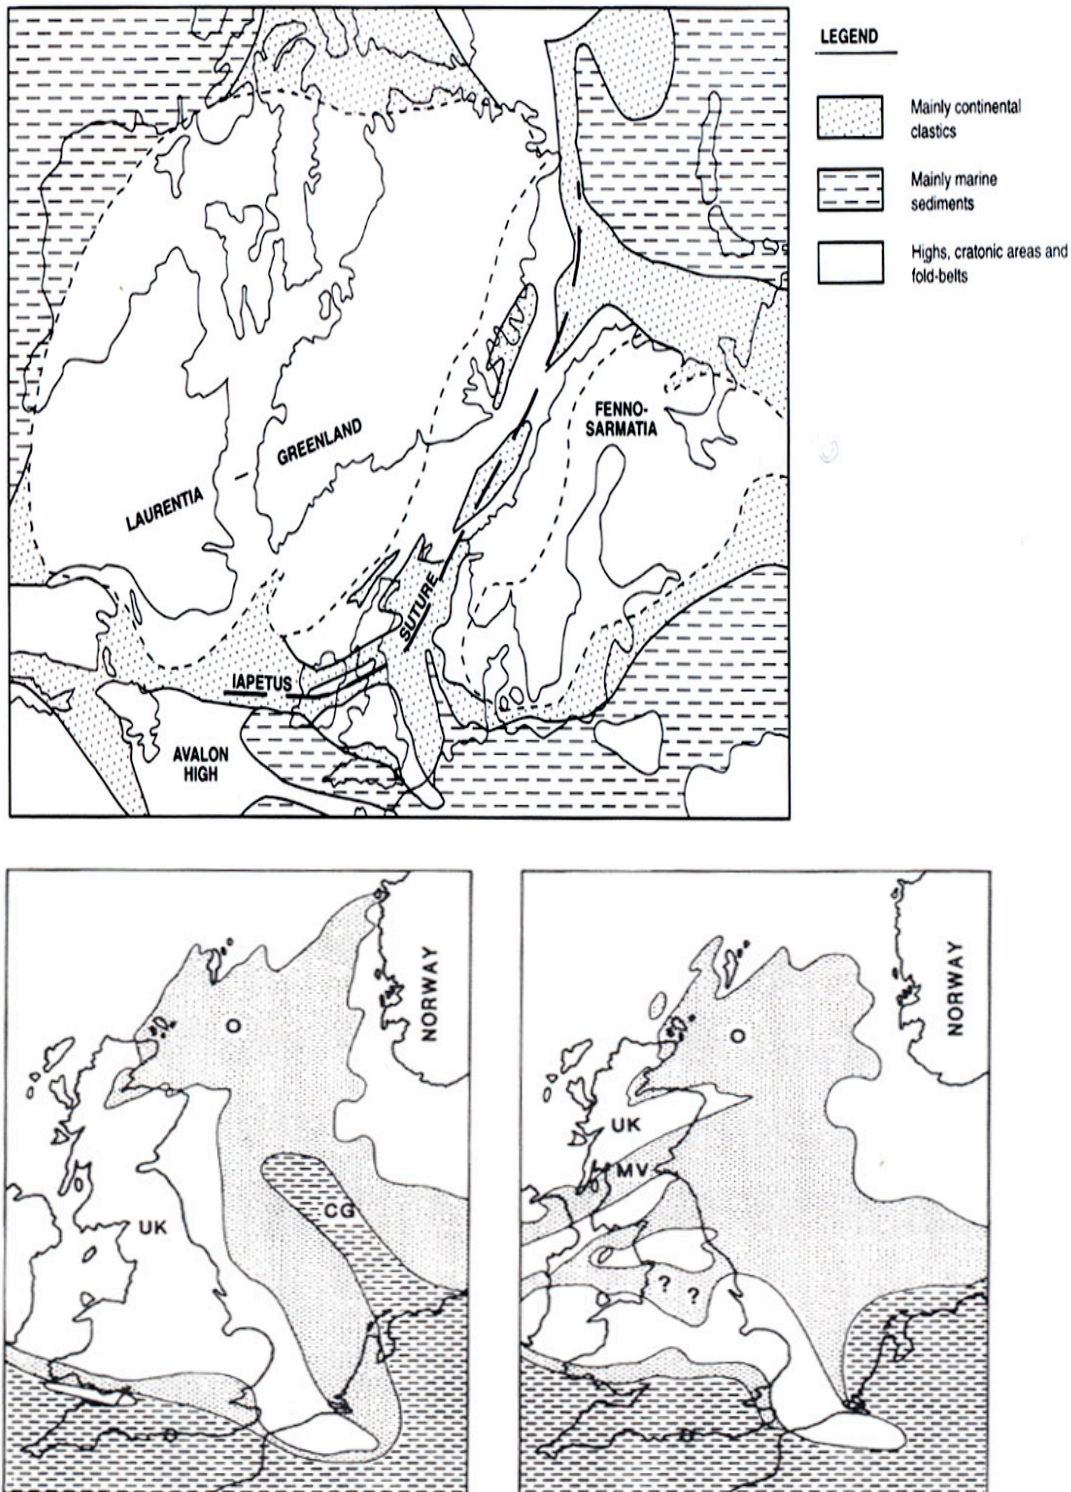 LEGEND
Mainly continental
clastics
Mainly marine
sediments
Highs, cratonic areas and
fold-belts
FENNO-
SARMATIA
LAURENTIA – GREENLAND
SUTURE
IAPETUS
AVALON
HIGH
NORWAY
O
CG
UK
D
NORWAY
O
UK
MV
? ?